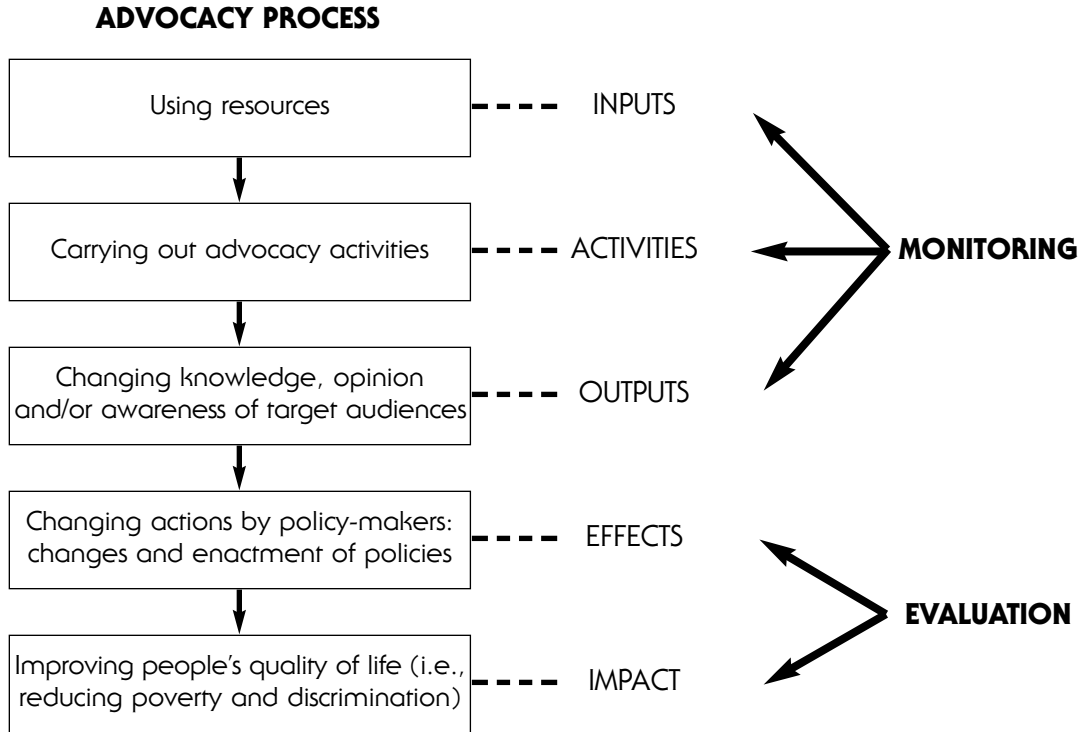 ADVOCACY PROCESS
Using resources
INPUTS
Carrying out advocacy activities
ACTIVITIES
MONITORING
Changing knowledge, opinion
and/or awareness of target audiences
OUTPUTS
Changing actions by policy-makers:
changes and enactment of policies
EFFECTS
EVALUATION
Improving people’s quality of life (i.e.,
reducing poverty and discrimination)
IMPACT